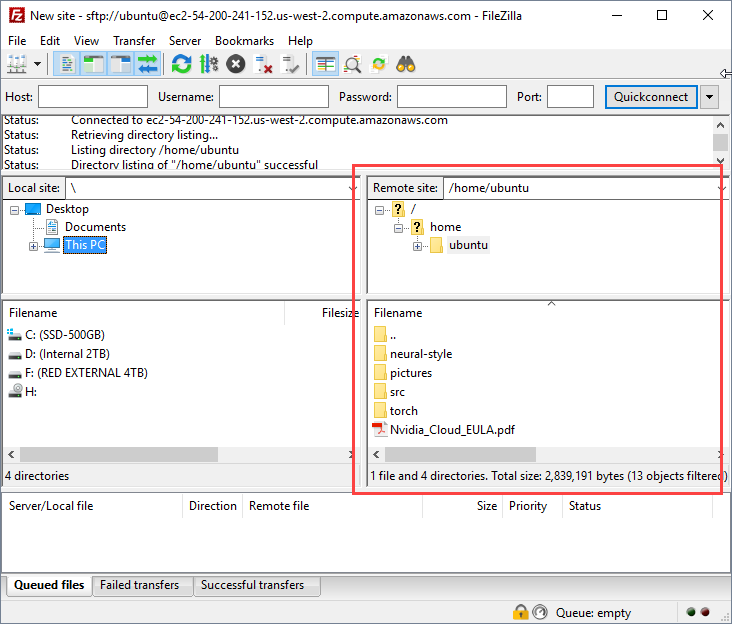 New site - sftp://ubuntu@ec2-54-200-241-152.us-west-2.compute.amazonaws.com - FileZilla
File Edit View Transfer Server Bookmarks Help
Host: Username: Password: Port: Quickconnect
Status: Connected to ec2-54-200-241-152.us-west-2.compute.amazonaws.com
Status: Retrieving directory listing...
Status: Listing directory /home/ubuntu
Status: Directory listing of "/home/ubuntu" successful
Local site: \
Desktop
Documents
This PC
Filename Filesize
C: (SSD-500GB)
D: (Internal 2TB)
F: (RED EXTERNAL 4TB)
H:
4 directories
Remote site: /home/ubuntu
? /
? home
ubuntu
Filename
..
neural-style
pictures
src
torch
Nvidia_Cloud_EULA.pdf
1 file and 4 directories. Total size: 2,839,191 bytes (13 objects filtered)
Server/Local file Direction Remote file Size Priority Status
Queued files Failed transfers Successful transfers
Queue: empty